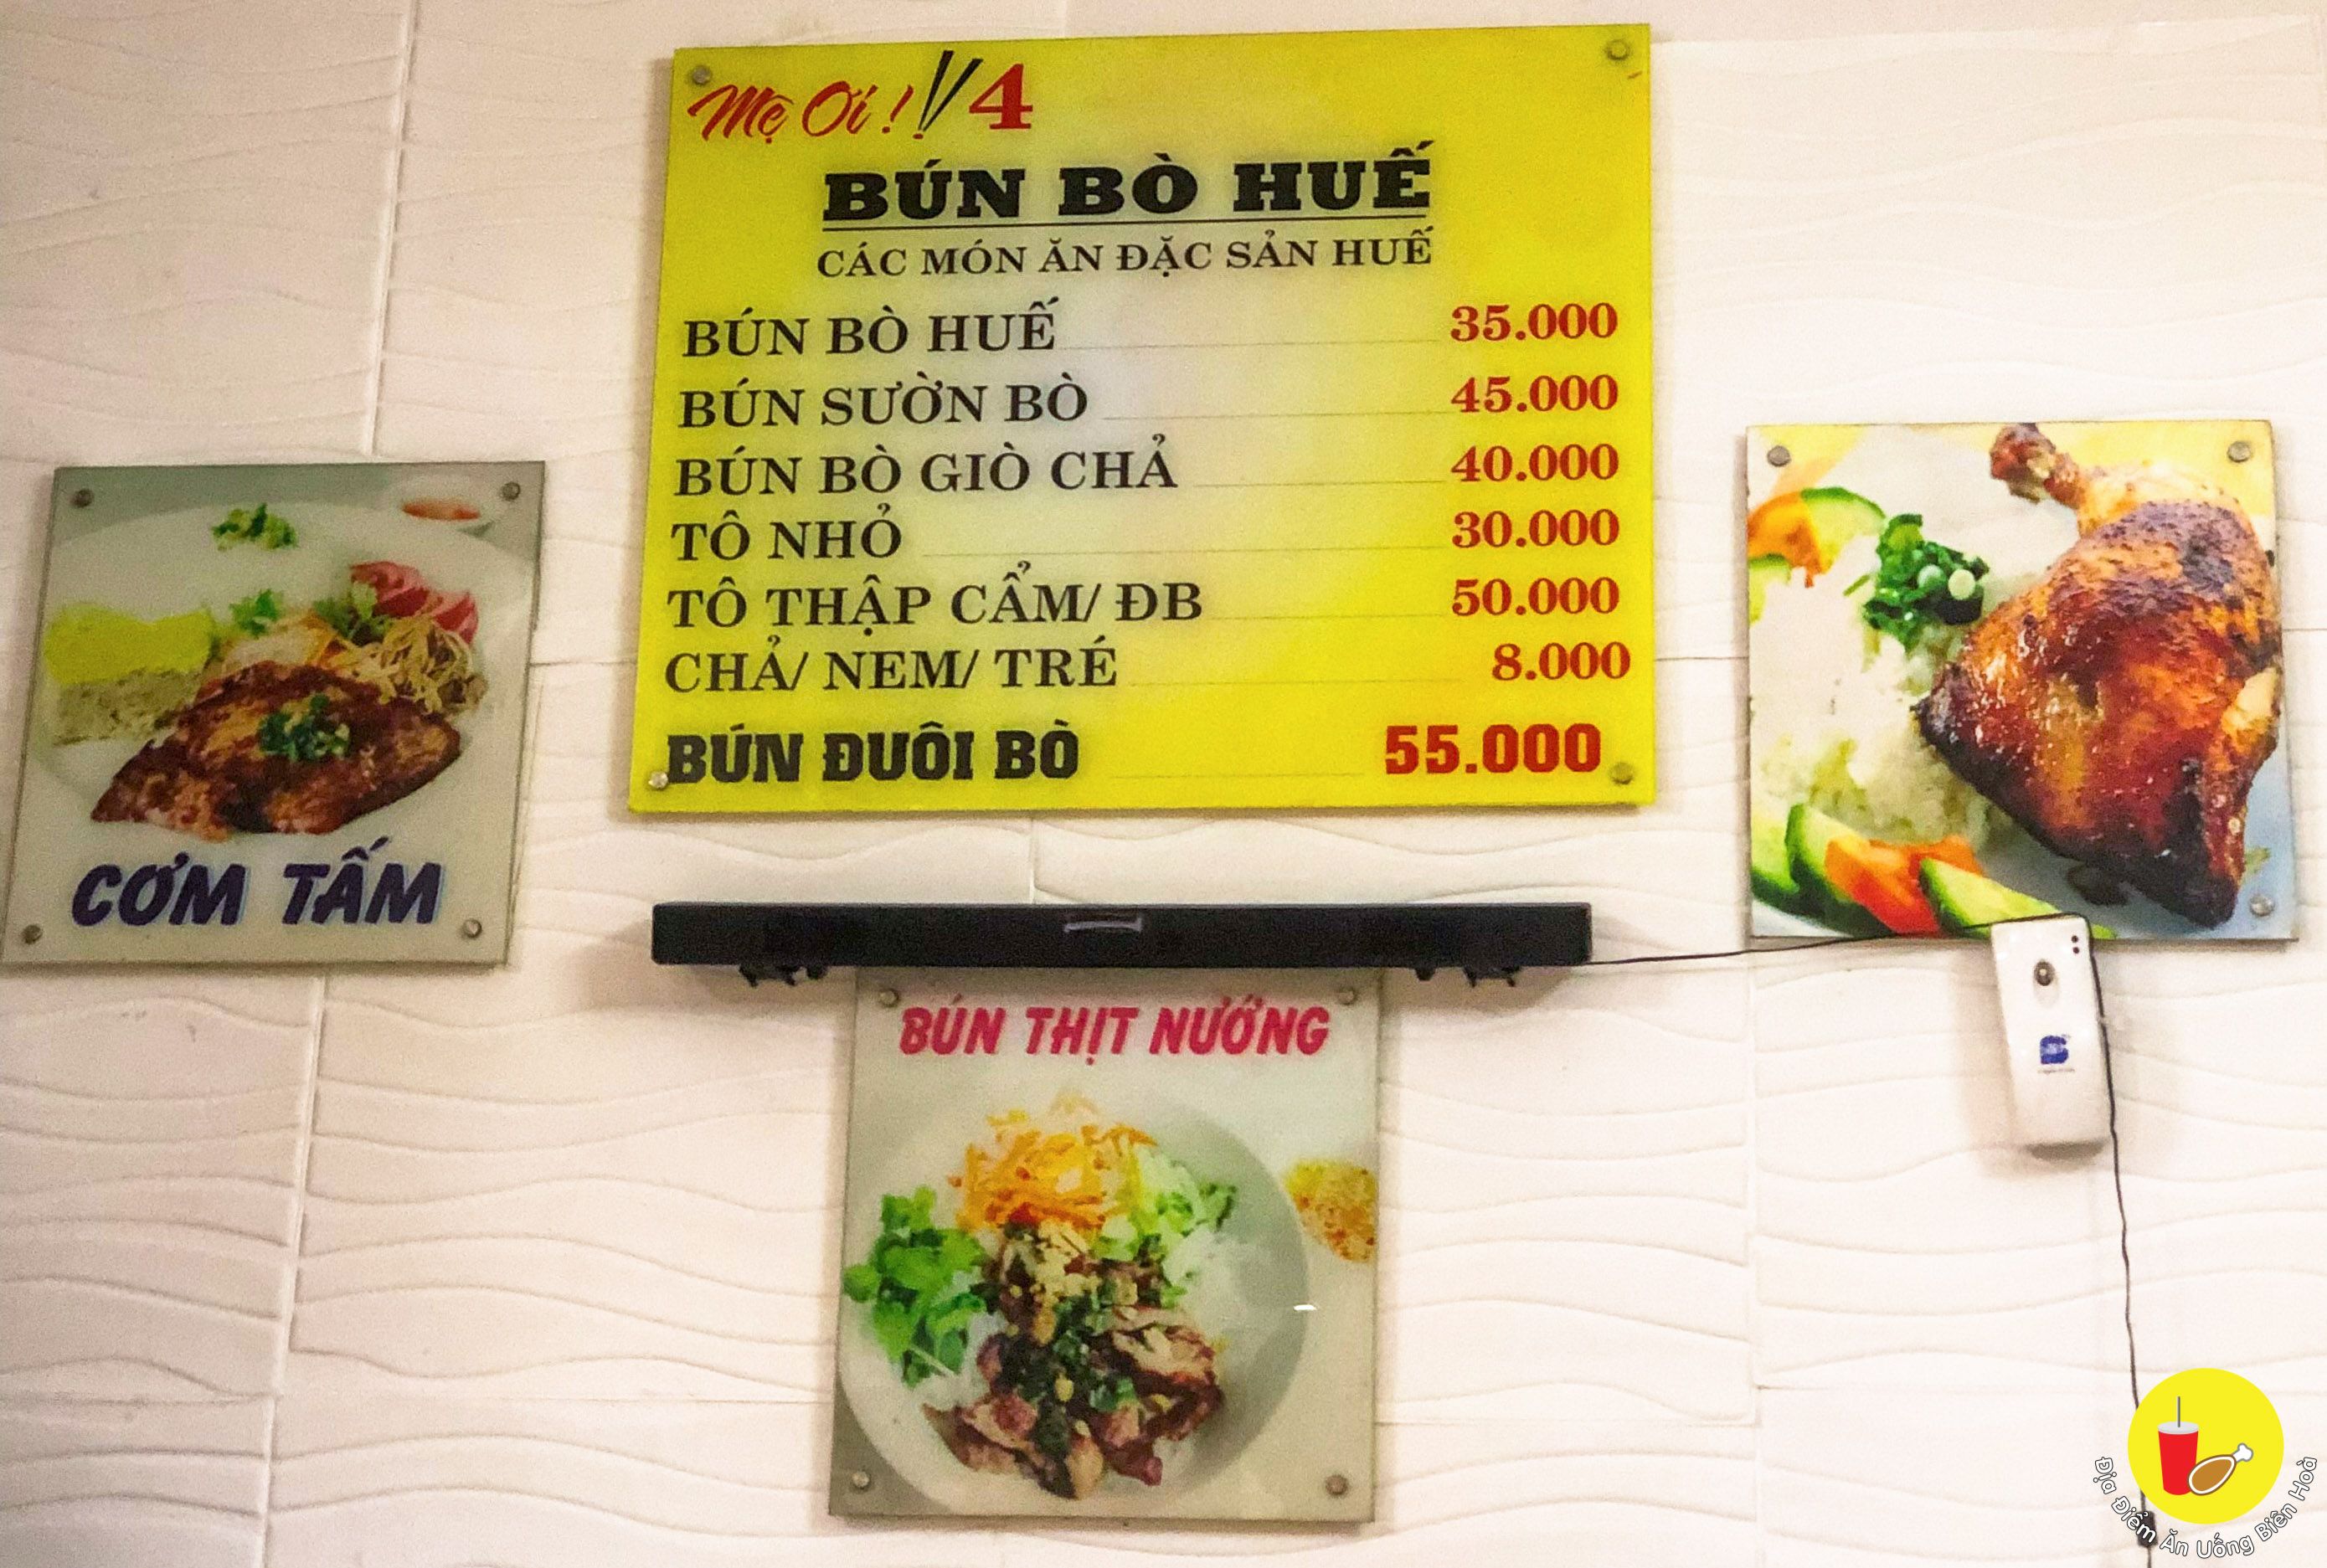 Mẹ Ơi!! 4
BÚN BÒ HUẾ
CÁC MÓN ĂN ĐẶC SẢN HUẾ
BÚN BÒ HUẾ 35.000
BÚN SƯỜN BÒ 45.000
BÚN BÒ GIÒ CHẢ 40.000
TÔ NHỎ 30.000
TÔ THẬP CẨM/ ĐB 50.000
CHẢ/ NEM/ TRÉ 8.000
BÚN ĐUÔI BÒ 55.000
CƠM TẤM
BÚN THỊT NƯỚNG
Địa Điểm Ăn Uống Biên Hoà